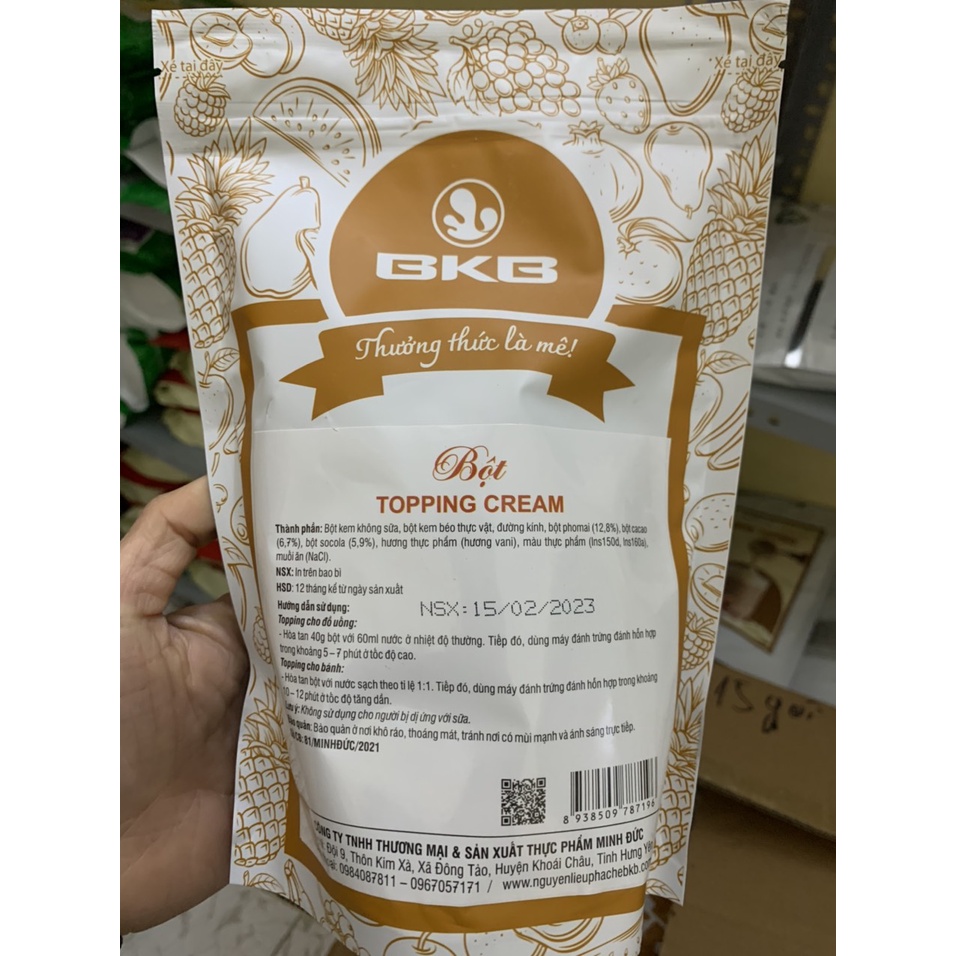 Xé tại đây
Xé tại đây
BKB
Thưởng thức là mê!
Bột
TOPPING CREAM
Thành phần: Bột kem không sữa, bột kem béo thực vật, đường kính, bột phomai (12,8%), bột cacao
(6,7%), bột socola (5,9%), hương thực phẩm (hương vani), màu thực phẩm (Ins150d, Ins160a),
muối ăn (NaCl).
NSX: In trên bao bì
HSD: 12 tháng kể từ ngày sản xuất
NSX: 15/02/2023
Hướng dẫn sử dụng:
Topping cho đồ uống:
- Hòa tan 40g bột với 60ml nước ở nhiệt độ thường. Tiếp đó, dùng máy đánh trứng đánh hỗn hợp
trong khoảng 5 – 7 phút ở tốc độ cao.
Topping cho bánh:
- Hòa tan bột với nước sạch theo tỉ lệ 1:1. Tiếp đó, dùng máy đánh trứng đánh hỗn hợp trong khoảng
10 – 12 phút ở tốc độ tăng dần.
Lưu ý: Không sử dụng cho người bị dị ứng với sữa.
quản: Bảo quản ở nơi khô ráo, thoáng mát, tránh nơi có mùi mạnh và ánh sáng trực tiếp.
CB: 81/MINHĐỨC/2021
8 938509 787196
CÔNG TY TNHH THƯƠNG MẠI & SẢN XUẤT THỰC PHẨM MINH ĐỨC
Đội 9, Thôn Kim Xà, Xã Đông Tảo, Huyện Khoái Châu, Tỉnh Hưng Yên
0984087811 – 0967057171 / www.nguyenlieuphachebkb.com
15 gói